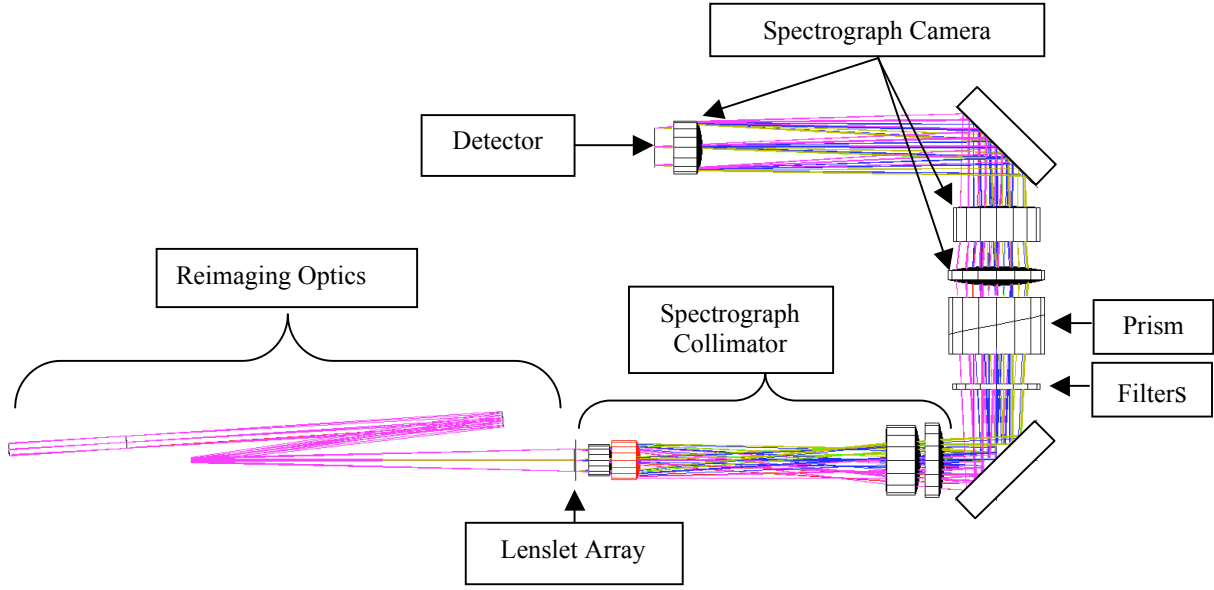 Spectrograph Camera
Detector
Reimaging Optics
Spectrograph
Collimator
Prism
Filters
Lenslet Array